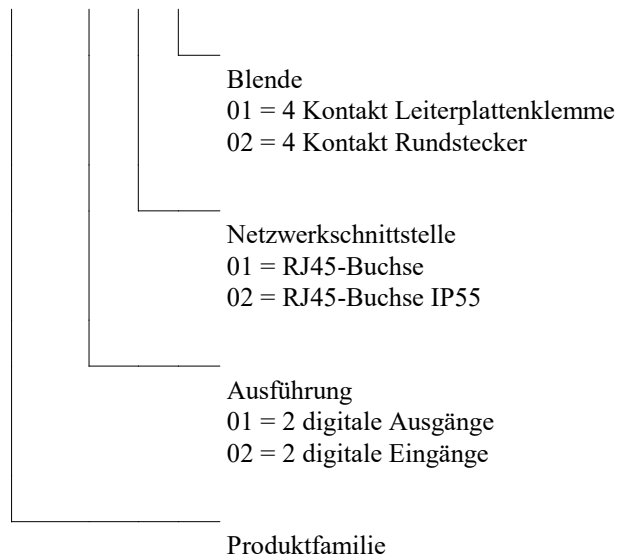 Blende
01 = 4 Kontakt Leiterplattenklemme
02 = 4 Kontakt Rundstecker
Netzwerkschnittstelle
01 = RJ45-Buchse
02 = RJ45-Buchse IP55
Ausführung
01 = 2 digitale Ausgänge
02 = 2 digitale Eingänge
Produktfamilie